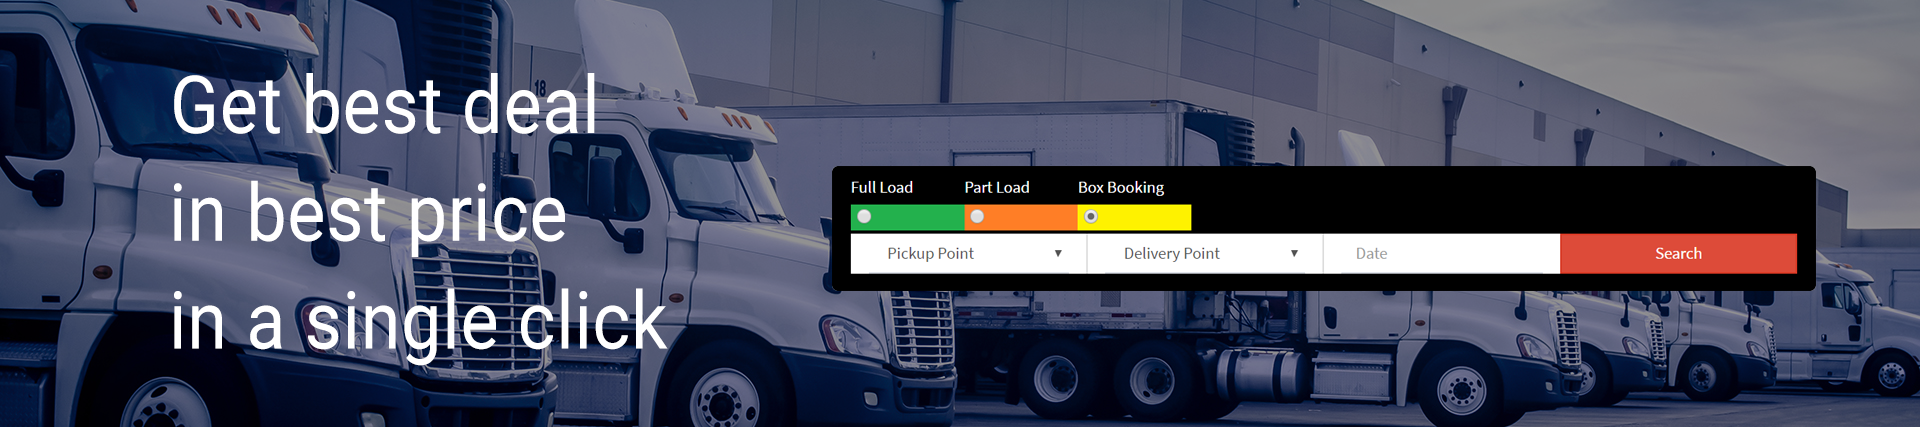 Get best deal
in best price
in a single click
18
Full Load Part Load Box Booking
Pickup Point Delivery Point Date Search